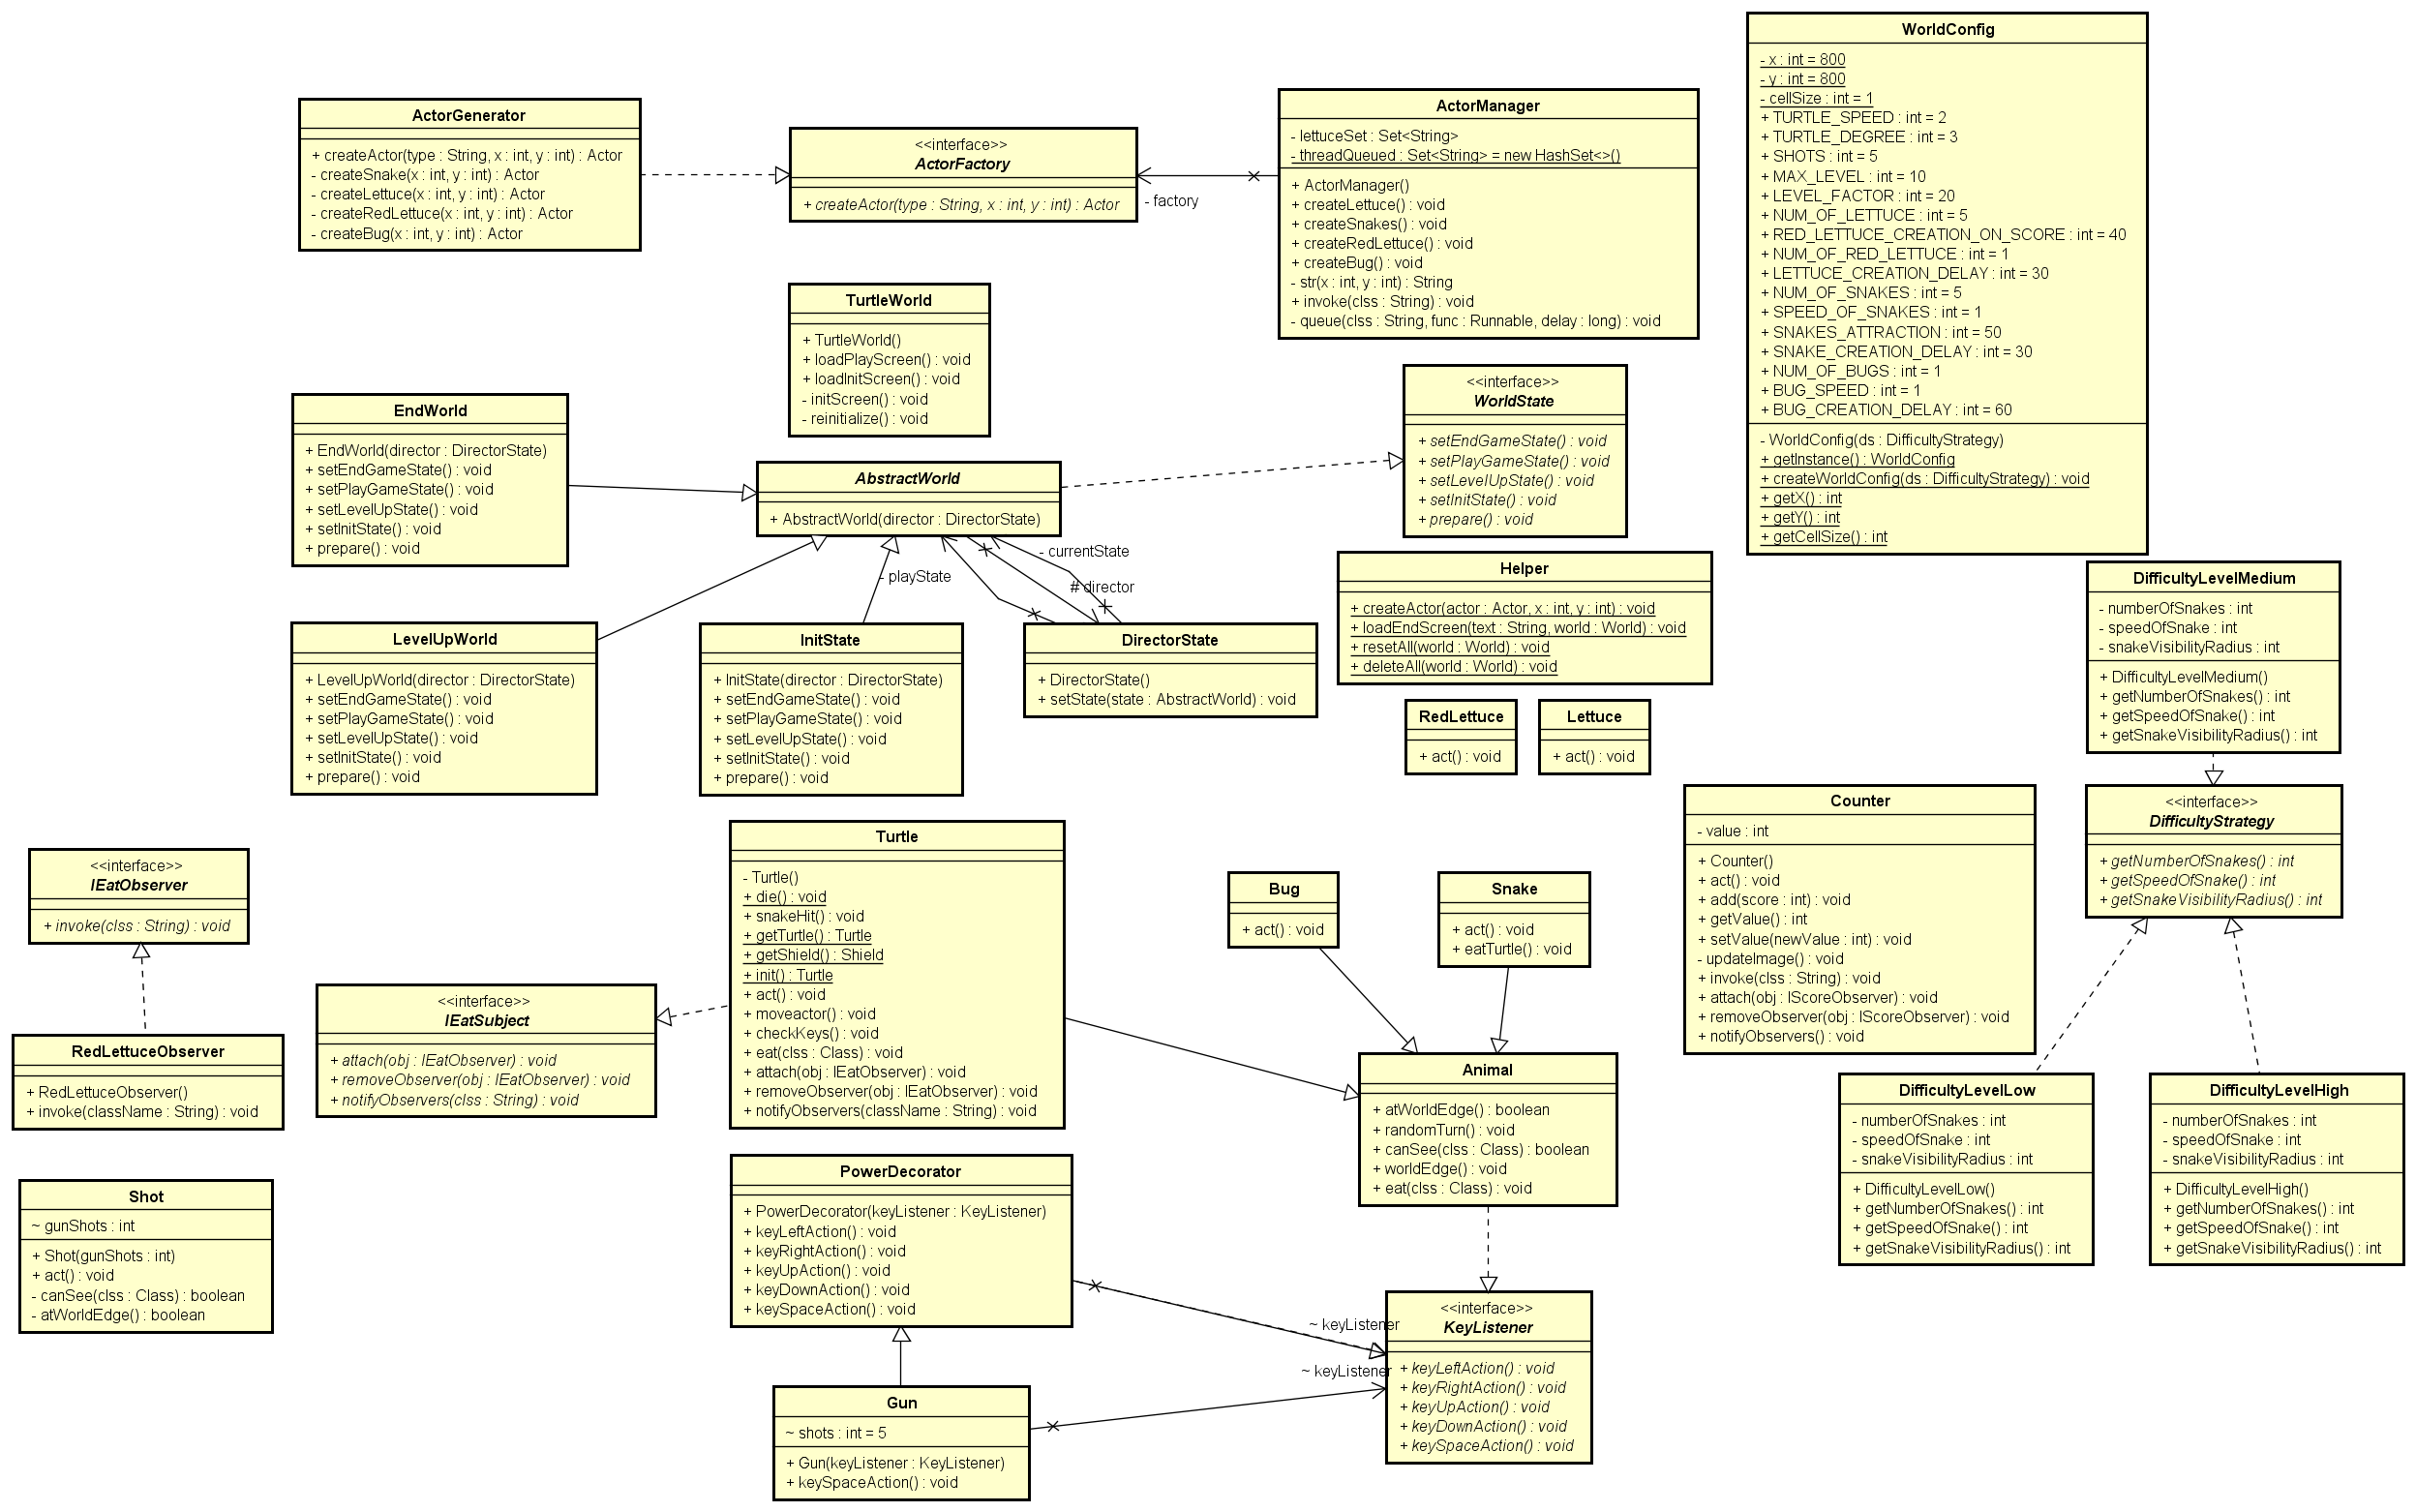 WorldConfig
- x : int = 800
- y : int = 800
- cellSize : int = 1
+ TURTLE_SPEED : int = 2
+ TURTLE_DEGREE : int = 3
+ SHOTS : int = 5
+ MAX_LEVEL : int = 10
+ LEVEL_FACTOR : int = 20
+ NUM_OF_LETTUCE : int = 5
+ RED_LETTUCE_CREATION_ON_SCORE : int = 40
+ NUM_OF_RED_LETTUCE : int = 1
+ LETTUCE_CREATION_DELAY : int = 30
+ NUM_OF_SNAKES : int = 5
+ SPEED_OF_SNAKES : int = 1
+ SNAKES_ATTRACTION : int = 50
+ SNAKE_CREATION_DELAY : int = 30
+ NUM_OF_BUGS : int = 1
+ BUG_SPEED : int = 1
+ BUG_CREATION_DELAY : int = 60
- WorldConfig(ds : DifficultyStrategy)
+ getInstance() : WorldConfig
+ createWorldConfig(ds : DifficultyStrategy) : void
+ getX() : int
+ getY() : int
+ getCellSize() : int
ActorGenerator
+ createActor(type : String, x : int, y : int) : Actor
- createSnake(x : int, y : int) : Actor
- createLettuce(x : int, y : int) : Actor
- createRedLettuce(x : int, y : int) : Actor
- createBug(x : int, y : int) : Actor
<<interface>>
ActorFactory
+ createActor(type : String, x : int, y : int) : Actor
- factory
ActorManager
- lettuceSet : Set<String>
- threadQueued : Set<String> = new HashSet<>()
+ ActorManager()
+ createLettuce() : void
+ createSnakes() : void
+ createRedLettuce() : void
+ createBug() : void
- str(x : int, y : int) : String
+ invoke(clss : String) : void
- queue(clss : String, func : Runnable, delay : long) : void
TurtleWorld
+ TurtleWorld()
+ loadPlayScreen() : void
+ loadInitScreen() : void
- initScreen() : void
- reinitialize() : void
EndWorld
+ EndWorld(director : DirectorState)
+ setEndGameState() : void
+ setPlayGameState() : void
+ setLevelUpState() : void
+ setInitState() : void
+ prepare() : void
AbstractWorld
+ AbstractWorld(director : DirectorState)
<<interface>>
WorldState
+ setEndGameState() : void
+ setPlayGameState() : void
+ setLevelUpState() : void
+ setInitState() : void
+ prepare() : void
- currentState
- playState
# director
Helper
+ createActor(actor : Actor, x : int, y : int) : void
+ loadEndScreen(text : String, world : World) : void
+ resetAll(world : World) : void
+ deleteAll(world : World) : void
DifficultyLevelMedium
- numberOfSnakes : int
- speedOfSnake : int
- snakeVisibilityRadius : int
+ DifficultyLevelMedium()
+ getNumberOfSnakes() : int
+ getSpeedOfSnake() : int
+ getSnakeVisibilityRadius() : int
LevelUpWorld
+ LevelUpWorld(director : DirectorState)
+ setEndGameState() : void
+ setPlayGameState() : void
+ setLevelUpState() : void
+ setInitState() : void
+ prepare() : void
InitState
+ InitState(director : DirectorState)
+ setEndGameState() : void
+ setPlayGameState() : void
+ setLevelUpState() : void
+ setInitState() : void
+ prepare() : void
DirectorState
+ DirectorState()
+ setState(state : AbstractWorld) : void
RedLettuce
+ act() : void
Lettuce
+ act() : void
Counter
- value : int
+ Counter()
+ act() : void
+ add(score : int) : void
+ getValue() : int
+ setValue(newValue : int) : void
- updateImage() : void
+ invoke(clss : String) : void
+ attach(obj : IScoreObserver) : void
+ removeObserver(obj : IScoreObserver) : void
+ notifyObservers() : void
<<interface>>
DifficultyStrategy
+ getNumberOfSnakes() : int
+ getSpeedOfSnake() : int
+ getSnakeVisibilityRadius() : int
<<interface>>
IEatObserver
+ invoke(clss : String) : void
Turtle
- Turtle()
+ die() : void
+ snakeHit() : void
+ getTurtle() : Turtle
+ getShield() : Shield
+ init() : Turtle
+ act() : void
+ moveactor() : void
+ checkKeys() : void
+ eat(clss : Class) : void
+ attach(obj : IEatObserver) : void
+ removeObserver(obj : IEatObserver) : void
+ notifyObservers(className : String) : void
Bug
+ act() : void
Snake
+ act() : void
+ eatTurtle() : void
<<interface>>
IEatSubject
+ attach(obj : IEatObserver) : void
+ removeObserver(obj : IEatObserver) : void
+ notifyObservers(clss : String) : void
RedLettuceObserver
+ RedLettuceObserver()
+ invoke(className : String) : void
Animal
+ atWorldEdge() : boolean
+ randomTurn() : void
+ canSee(clss : Class) : boolean
+ worldEdge() : void
+ eat(clss : Class) : void
DifficultyLevelLow
- numberOfSnakes : int
- speedOfSnake : int
- snakeVisibilityRadius : int
+ DifficultyLevelLow()
+ getNumberOfSnakes() : int
+ getSpeedOfSnake() : int
+ getSnakeVisibilityRadius() : int
DifficultyLevelHigh
- numberOfSnakes : int
- speedOfSnake : int
- snakeVisibilityRadius : int
+ DifficultyLevelHigh()
+ getNumberOfSnakes() : int
+ getSpeedOfSnake() : int
+ getSnakeVisibilityRadius() : int
Shot
~ gunShots : int
+ Shot(gunShots : int)
+ act() : void
- canSee(clss : Class) : boolean
- atWorldEdge() : boolean
PowerDecorator
+ PowerDecorator(keyListener : KeyListener)
+ keyLeftAction() : void
+ keyRightAction() : void
+ keyUpAction() : void
+ keyDownAction() : void
+ keySpaceAction() : void
~ keyListener
~ keyListener
<<interface>>
KeyListener
+ keyLeftAction() : void
+ keyRightAction() : void
+ keyUpAction() : void
+ keyDownAction() : void
+ keySpaceAction() : void
Gun
~ shots : int = 5
+ Gun(keyListener : KeyListener)
+ keySpaceAction() : void